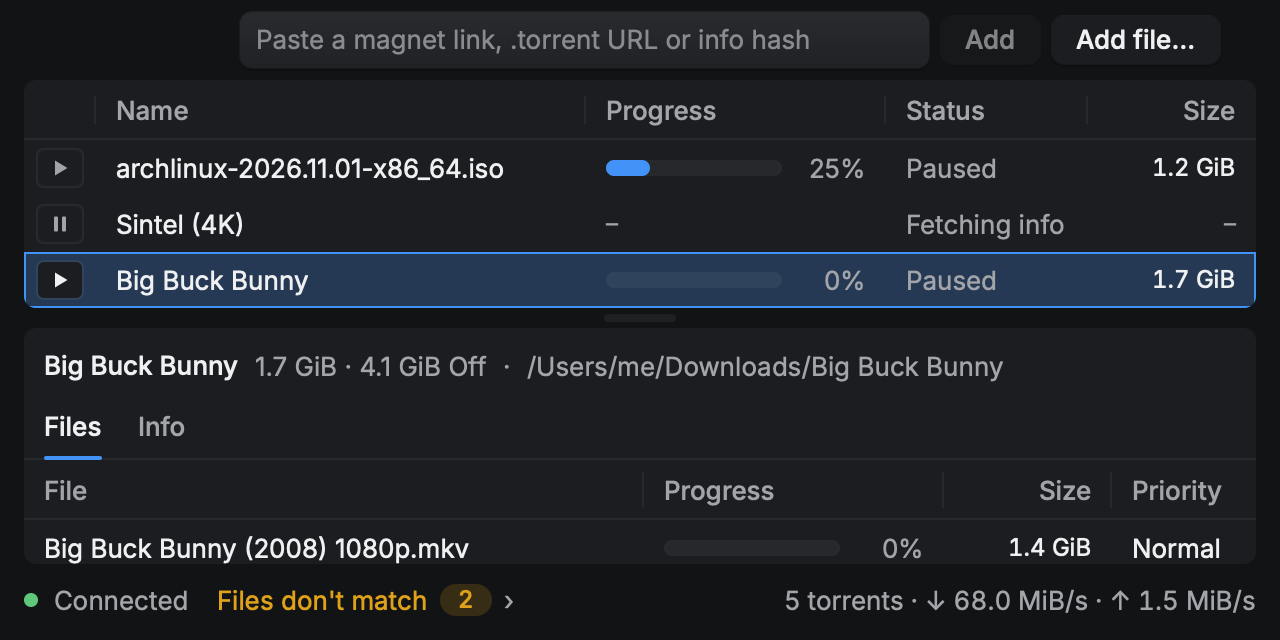 Paste a magnet link, .torrent URL or info hash Add Add file...
Name Progress Status Size
archlinux-2026.11.01-x86_64.iso 25% Paused 1.2 GiB
Sintel (4K) – Fetching info –
Big Buck Bunny 0% Paused 1.7 GiB
Big Buck Bunny 1.7 GiB · 4.1 GiB Off · /Users/me/Downloads/Big Buck Bunny
Files Info
File Progress Size Priority
Big Buck Bunny (2008) 1080p.mkv 0% 1.4 GiB Normal
Connected Files don't match 2 › 5 torrents · ↓ 68.0 MiB/s · ↑ 1.5 MiB/s